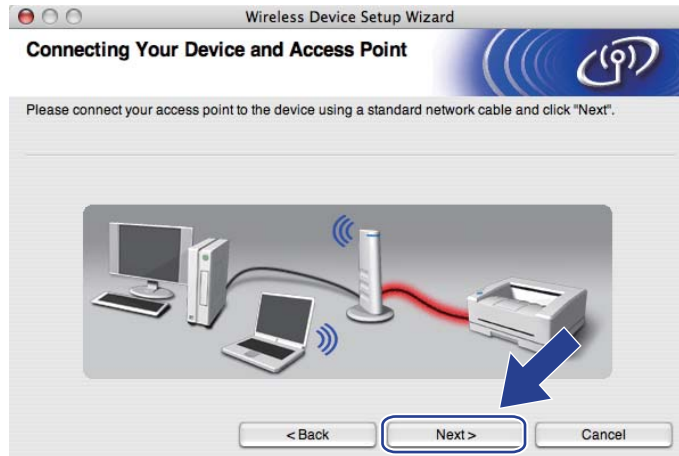 Wireless Device Setup Wizard
Connecting Your Device and Access Point
Please connect your access point to the device using a standard network cable and click "Next".
< Back Next > Cancel